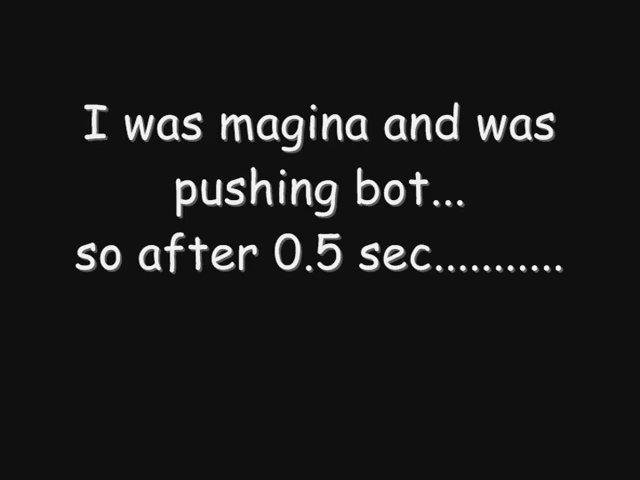 I was magina and was
pushing bot...
so after 0.5 sec...........